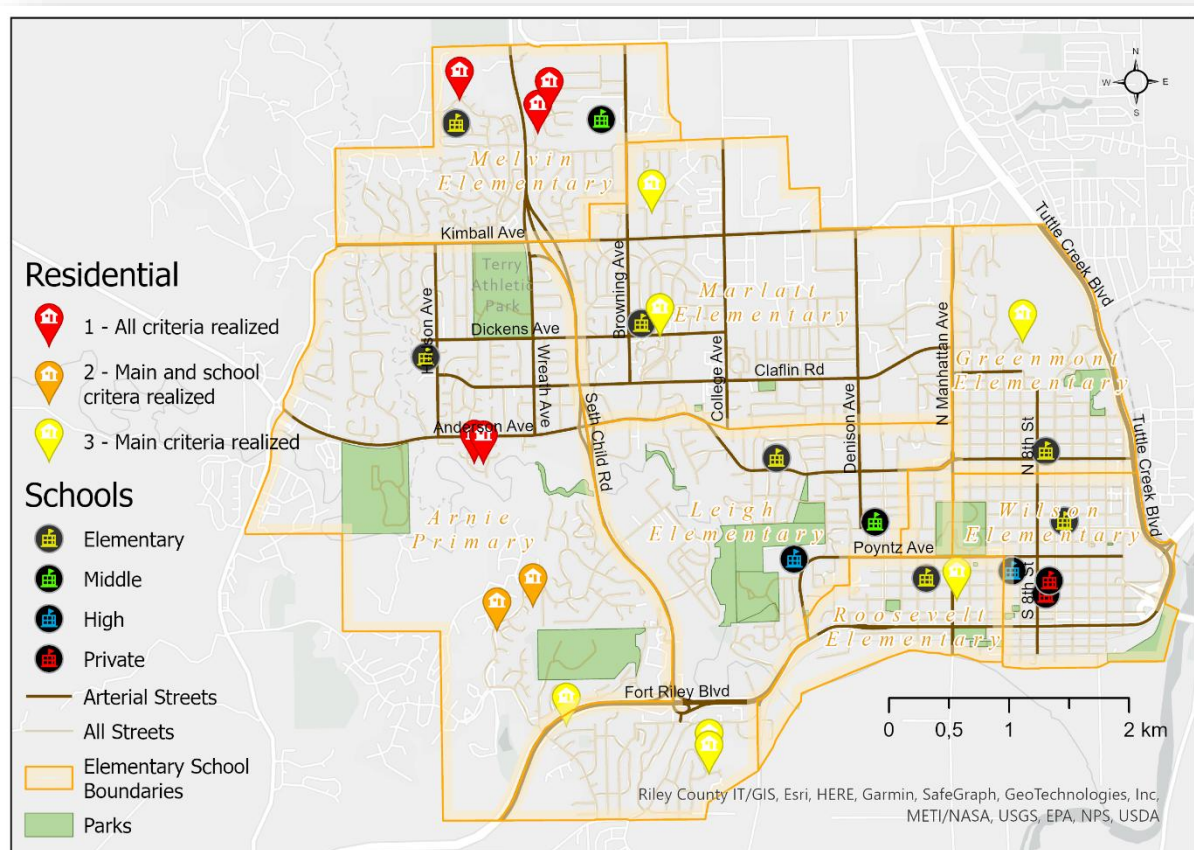 N
W
E
S
Melvin
Elementary
Kimball Ave
Tuttle Creek Blvd
Residential
1 - All criteria realized
2 - Main and school
critera realized
3 - Main criteria realized
Schools
Elementary
Middle
High
Private
Arterial Streets
All Streets
Elementary School
Boundaries
Parks
Terry
Athletic
Park
Browning Ave
Marlatt
Elementary
Dickens Ave
Wreath Ave
College Ave
Claflin Rd
N Manhattan Ave
Greenmont
Elementary
Anderson Ave
Seth Child Rd
Denison Ave
N 8th St
Tuttle Creek Blvd
Arnie
Primary
Leigh
Elementary
Wilson
Elementary
Poyntz Ave
S 8th St
Roosevelt
Elementary
Fort Riley Blvd
0
0,5
1
2 km
Riley County IT/GIS, Esri, HERE, Garmin, SafeGraph, GeoTechnologies, Inc,
METI/NASA, USGS, EPA, NPS, USDA